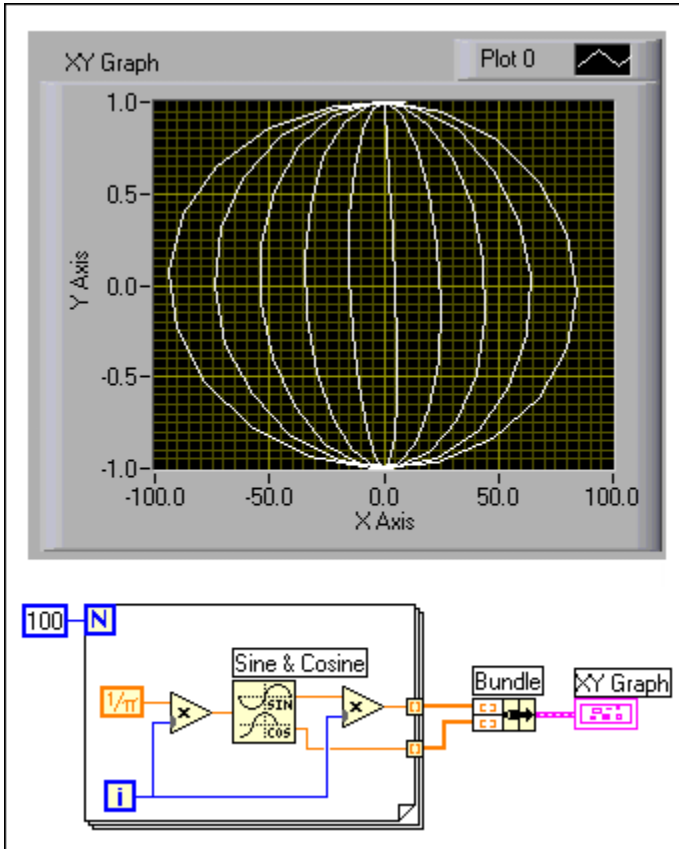 XY Graph
Plot 0
1.0
0.5
0.0
-0.5
-1.0
Y Axis
-100.0 -50.0 0.0 50.0 100.0
X Axis
100 N
Sine & Cosine
1/π
x
SIN
COS
x
i
Bundle
XY Graph